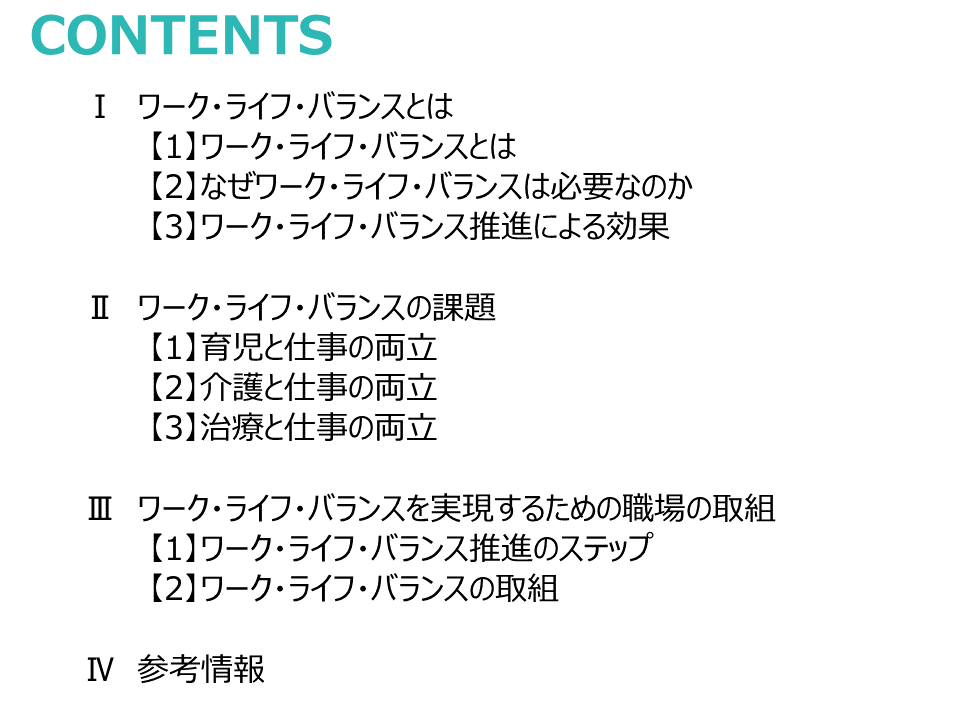 CONTENTS
Ⅰ　ワーク・ライフ・バランスとは
【1】ワーク・ライフ・バランスとは
【2】なぜワーク・ライフ・バランスは必要なのか
【3】ワーク・ライフ・バランス推進による効果
Ⅱ　ワーク・ライフ・バランスの課題
【1】育児と仕事の両立
【2】介護と仕事の両立
【3】治療と仕事の両立
Ⅲ　ワーク・ライフ・バランスを実現するための職場の取組
【1】ワーク・ライフ・バランス推進のステップ
【2】ワーク・ライフ・バランスの取組
Ⅳ　参考情報